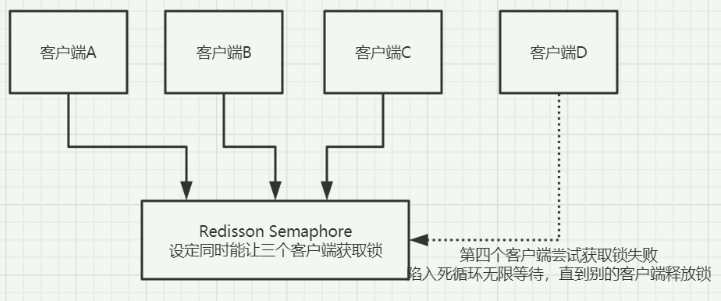 客户端A
客户端B
客户端C
客户端D
Redisson Semaphore
设定同时能让三个客户端获取锁
第四个客户端尝试获取锁失败
陷入死循环无限等待，直到别的客户端释放锁